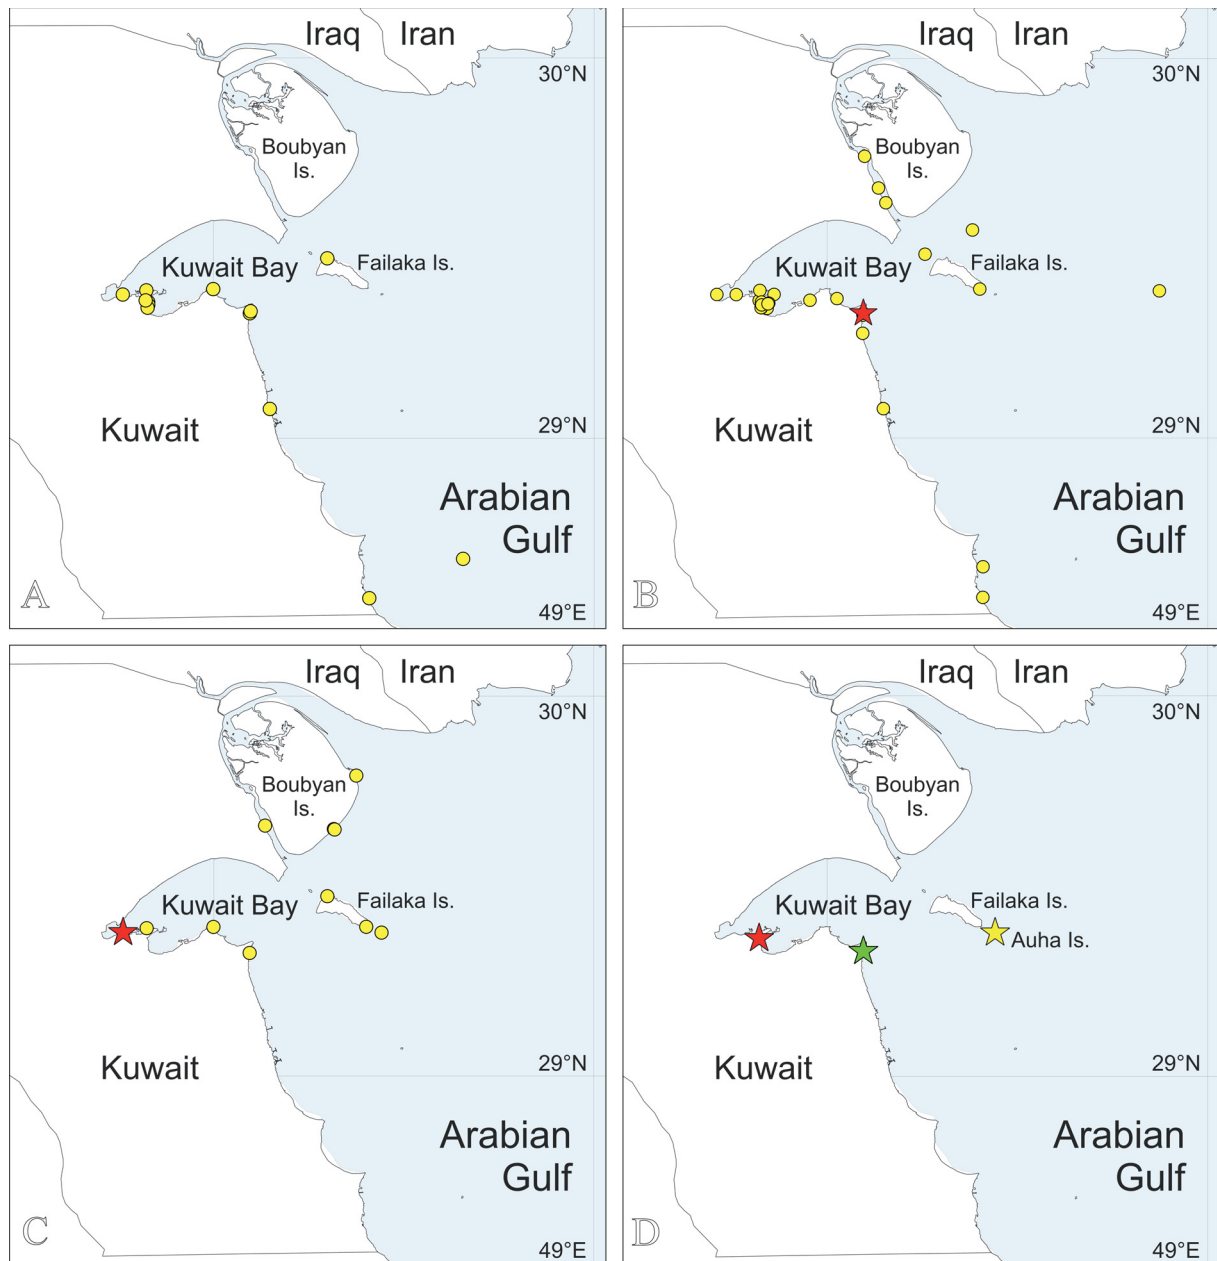 Iraq Iran
30°N
Boubyan
Is.
Kuwait Bay
Failaka Is.
Kuwait
29°N
Arabian
Gulf
A
49°E
Iraq Iran
30°N
Boubyan
Is.
Kuwait Bay
Failaka Is.
Kuwait
29°N
Arabian
Gulf
B
49°E
Iraq Iran
30°N
Boubyan
Is.
Kuwait Bay
Failaka Is.
Kuwait
29°N
Arabian
Gulf
C
49°E
Iraq Iran
30°N
Boubyan
Is.
Kuwait Bay
Failaka Is.
Auha Is.
Kuwait
29°N
Arabian
Gulf
D
49°E